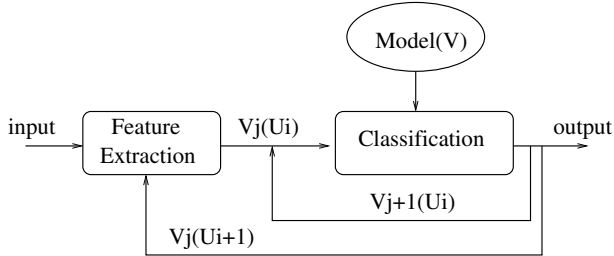 Model(V)
input
Feature
Extraction
Vj(Ui)
Classification
output
Vj+1(Ui)
Vj(Ui+1)